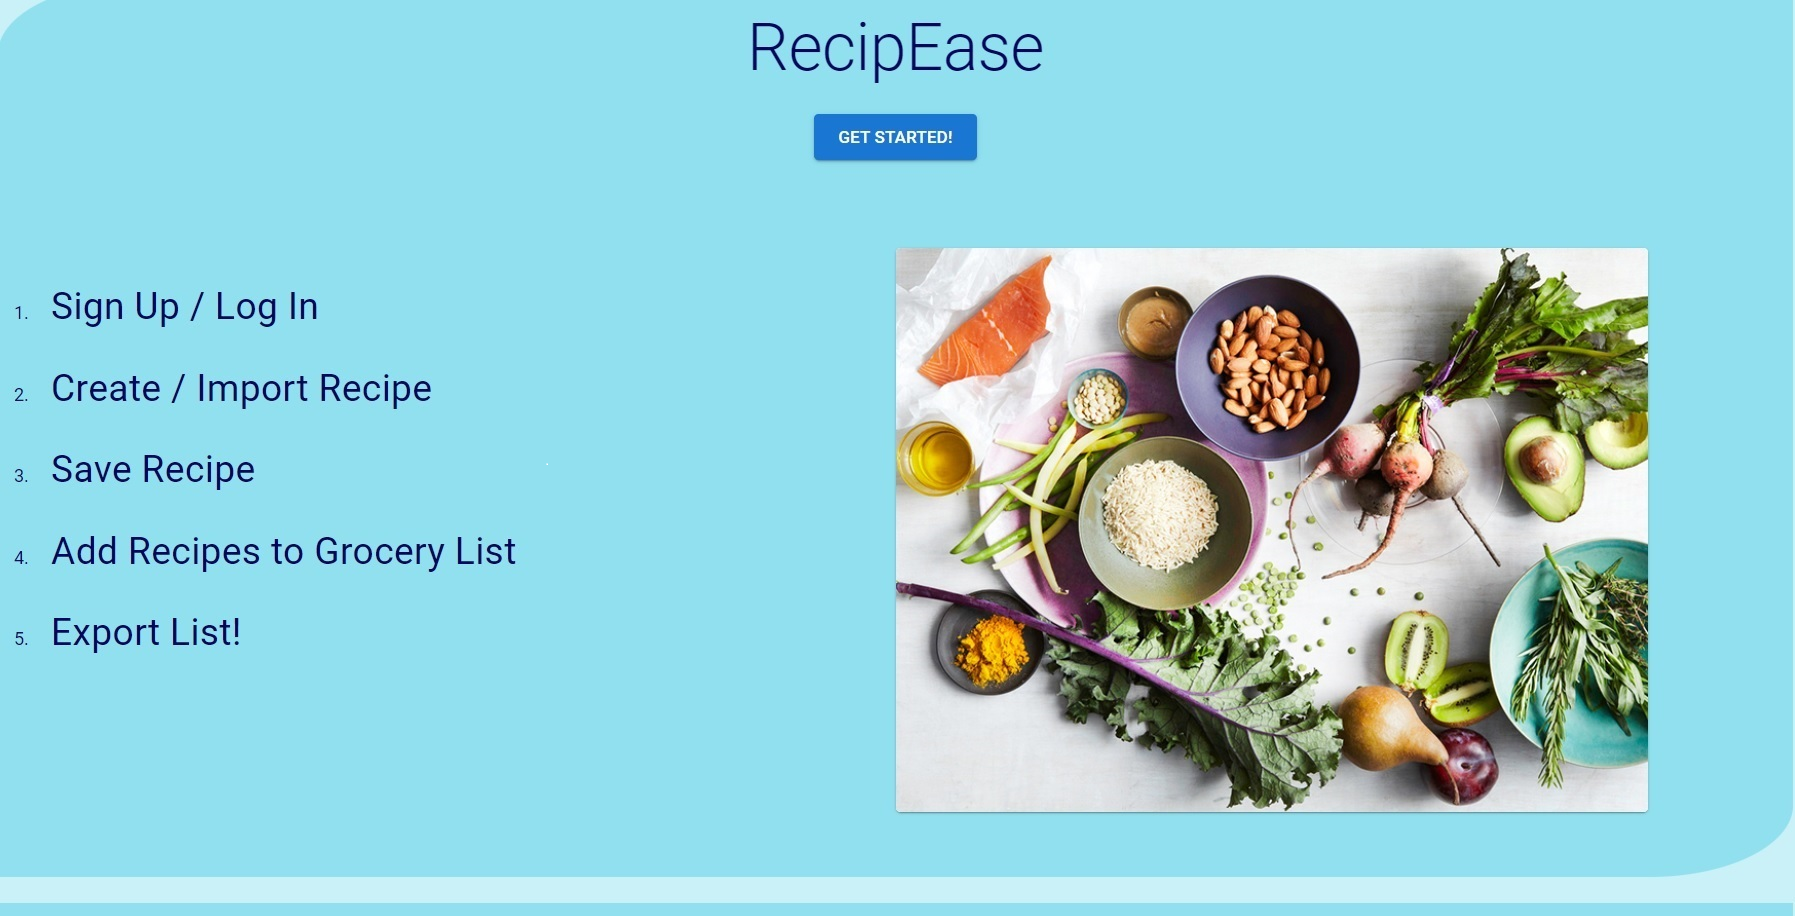 RecipEase
GET STARTED!
1. Sign Up / Log In
2. Create / Import Recipe
3. Save Recipe
4. Add Recipes to Grocery List
5. Export List!